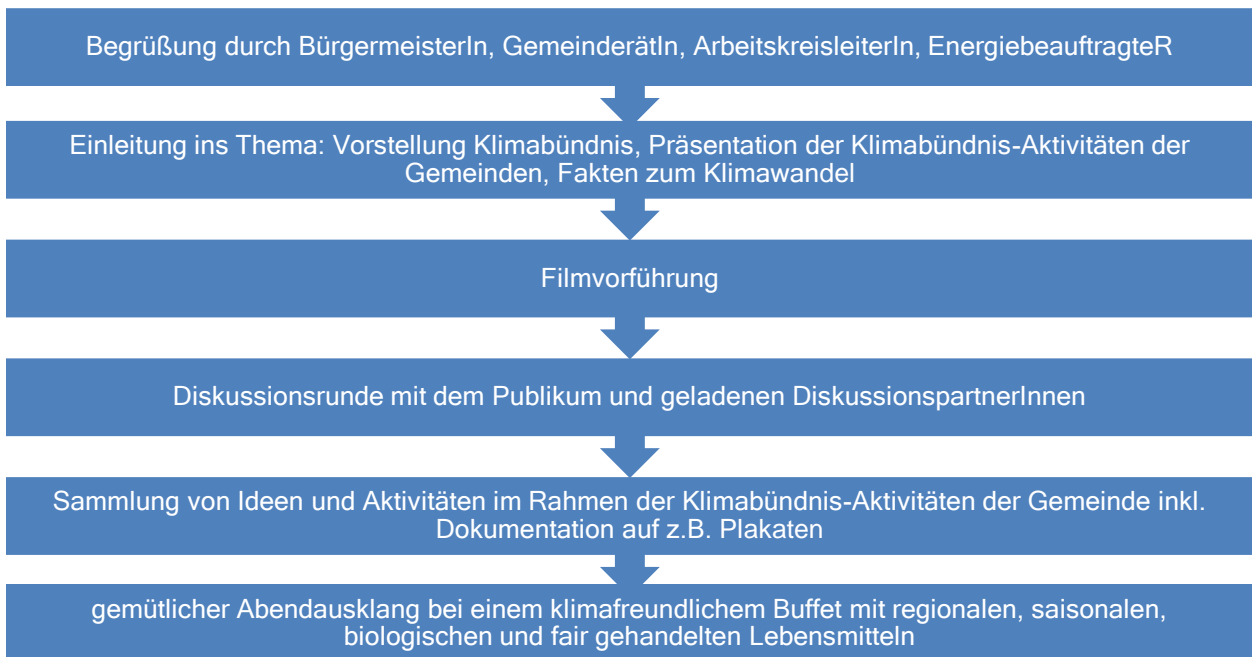 Begrüßung durch BürgermeisterIn, GemeinderätIn, ArbeitskreisleiterIn, EnergiebeauftragteR
Einleitung ins Thema: Vorstellung Klimabündnis, Präsentation der Klimabündnis-Aktivitäten der
Gemeinden, Fakten zum Klimawandel
Filmvorführung
Diskussionsrunde mit dem Publikum und geladenen DiskussionspartnerInnen
Sammlung von Ideen und Aktivitäten im Rahmen der Klimabündnis-Aktivitäten der Gemeinde inkl.
Dokumentation auf z.B. Plakaten
gemütlicher Abendausklang bei einem klimafreundlichem Buffet mit regionalen, saisonalen,
biologischen und fair gehandelten Lebensmitteln